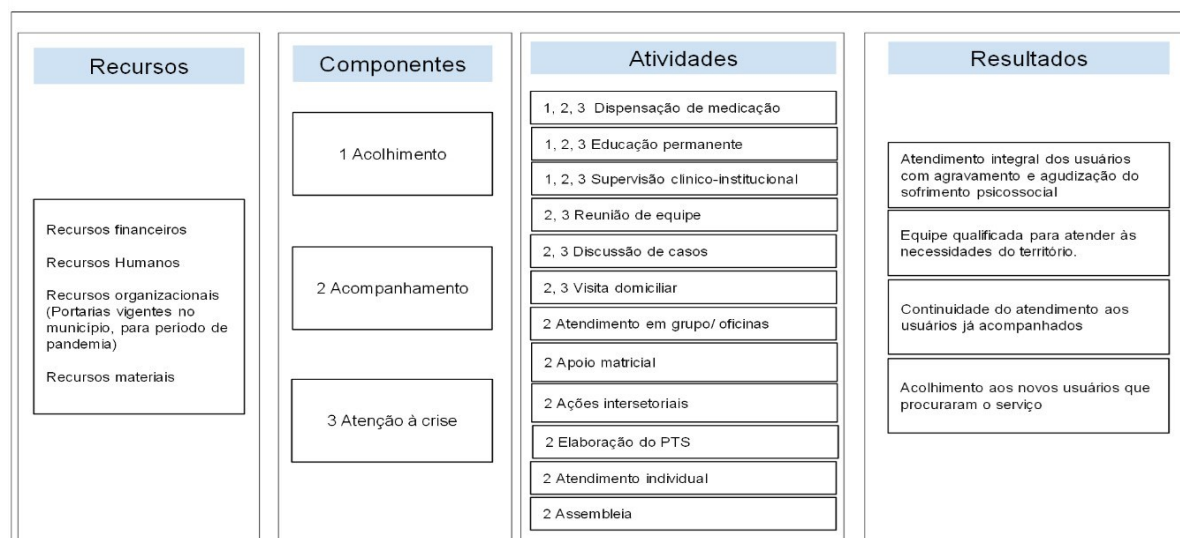 Recursos
Recursos financeiros
Recursos Humanos
Recursos organizacionais
(Portarias vigentes no
município, para período de
pandemia)
Recursos materiais
Componentes
1 Acolhimento
2 Acompanhamento
3 Atenção à crise
Atividades
1, 2, 3 Dispensação de medicação
1, 2, 3 Educação permanente
1, 2, 3 Supervisão clinico-institucional
2, 3 Reunião de equipe
2, 3 Discussão de casos
2, 3 Visita domiciliar
2 Atendimento em grupo/ oficinas
2 Apoio matricial
2 Ações intersetoriais
2 Elaboração do PTS
2 Atendimento individual
2 Assembleia
Resultados
Atendimento integral dos usuários
com agravamento e agudização do
sofrimento psicossocial
Equipe qualificada para atender às
necessidades do território.
Continuidade do atendimento aos
usuários já acompanhados
Acolhimento aos novos usuários que
procuraram o serviço